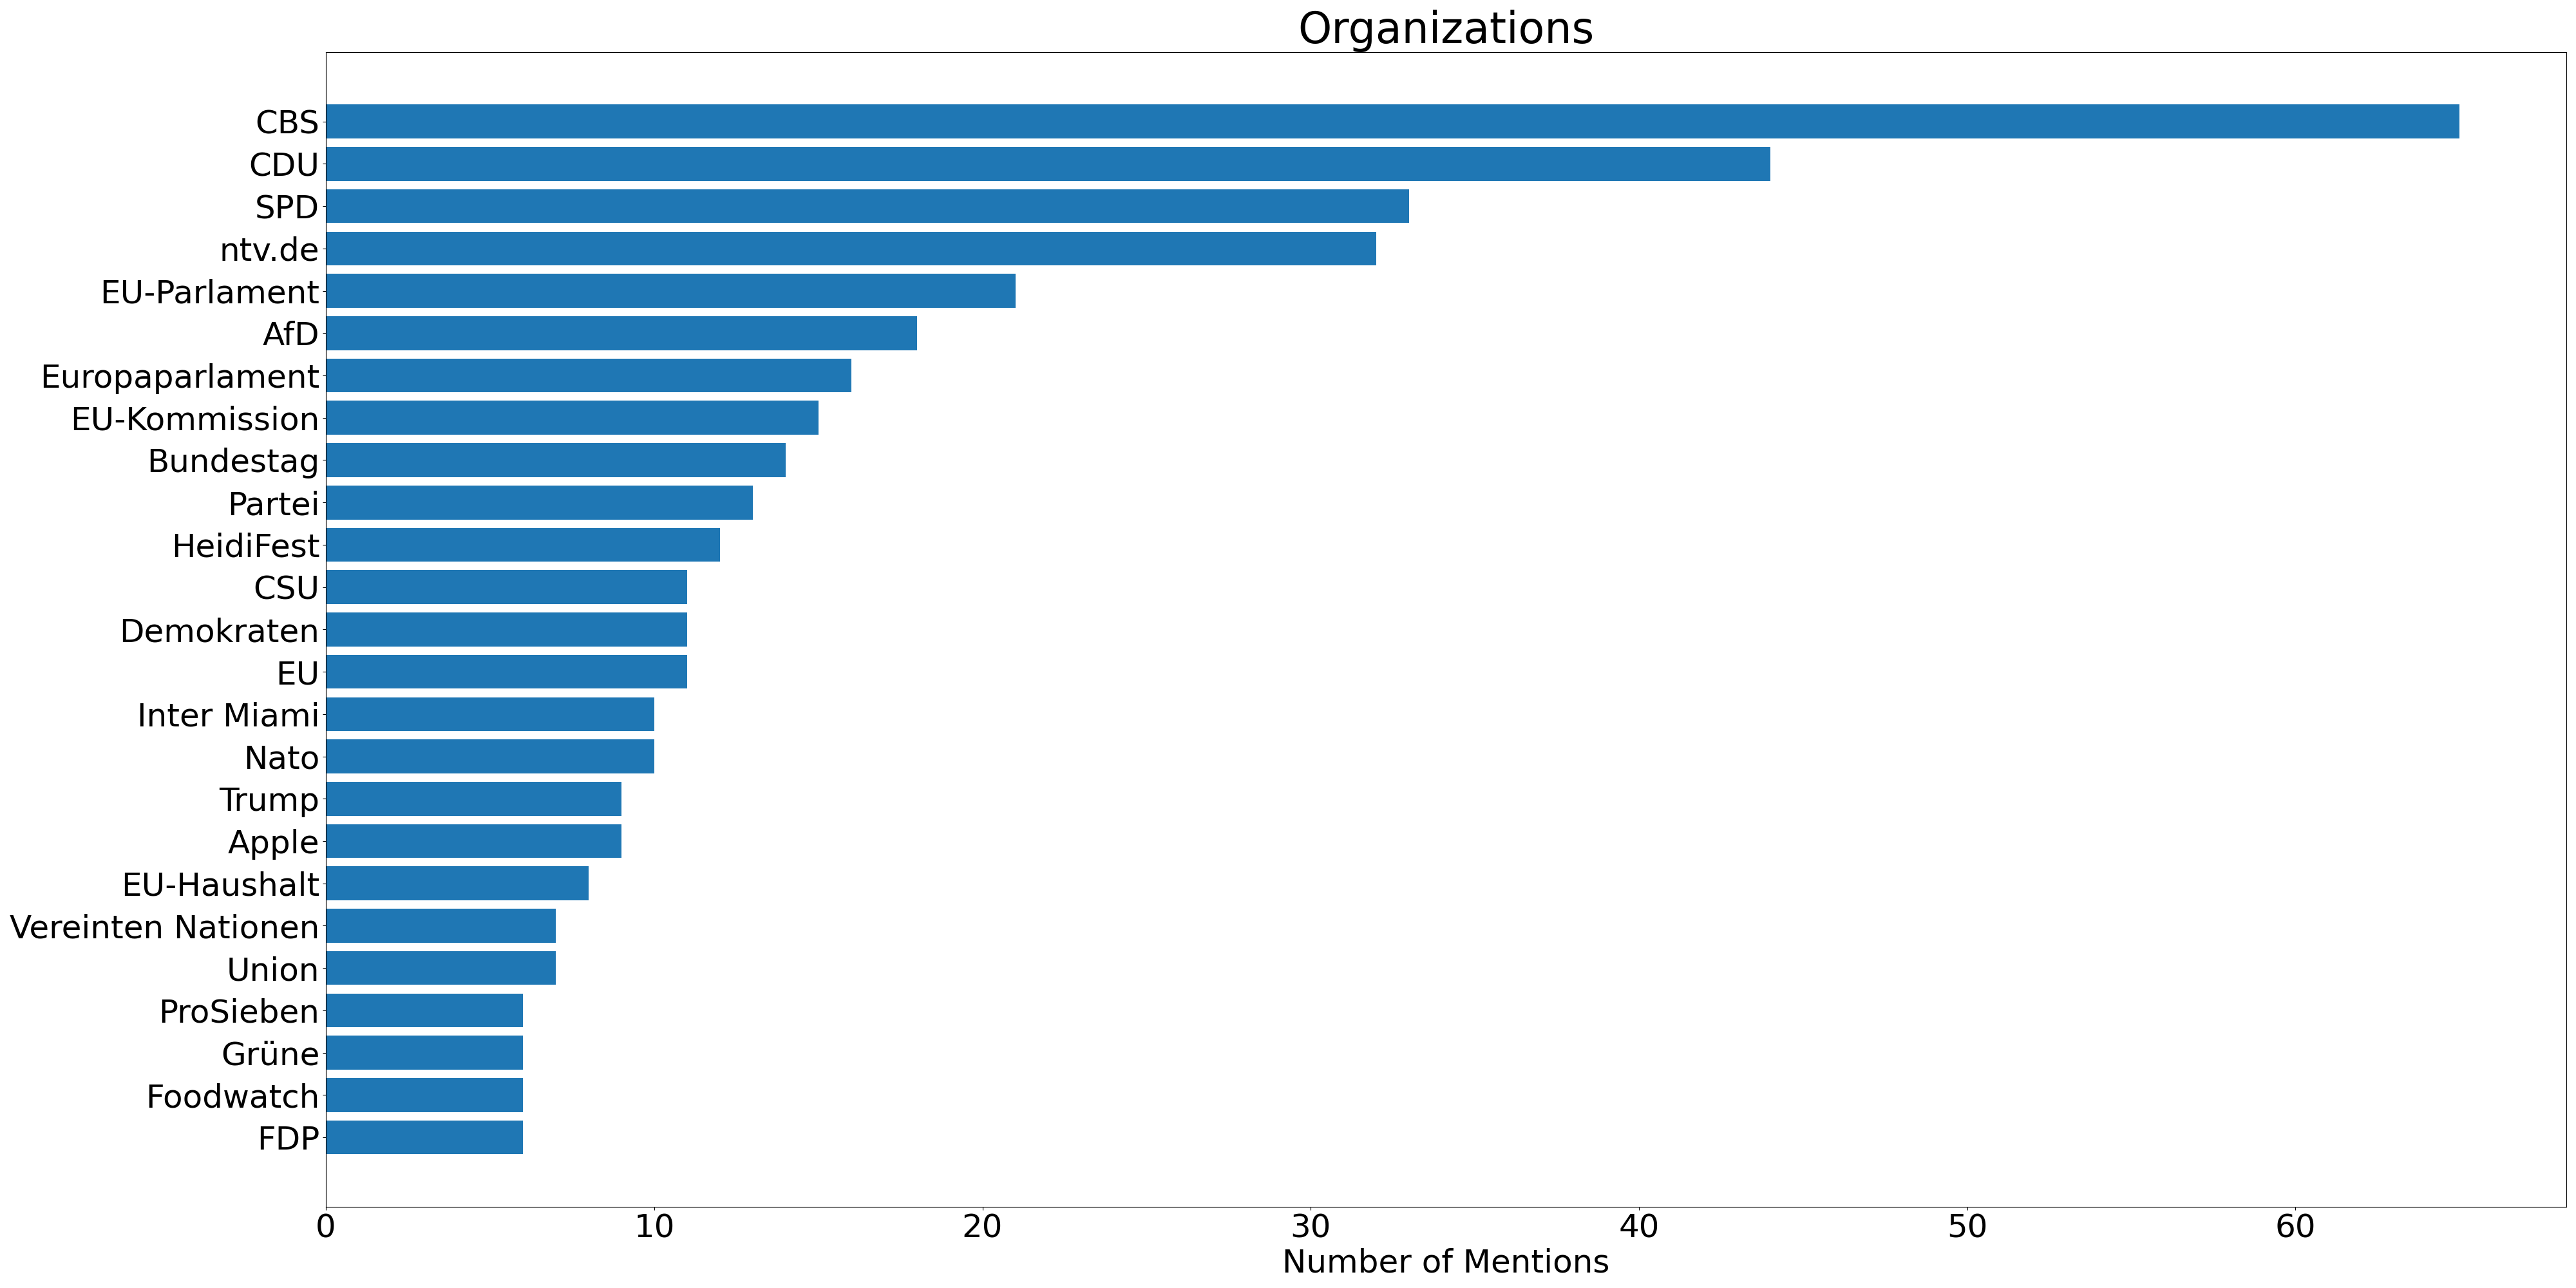 Organizations
CBS
CDU
SPD
ntv.de
EU-Parlament
AfD
Europaparlament
EU-Kommission
Bundestag
Partei
HeidiFest
CSU
Demokraten
EU
Inter Miami
Nato
Trump
Apple
EU-Haushalt
Vereinten Nationen
Union
ProSieben
Grüne
Foodwatch
FDP
0 10 20 30 40 50 60
Number of Mentions